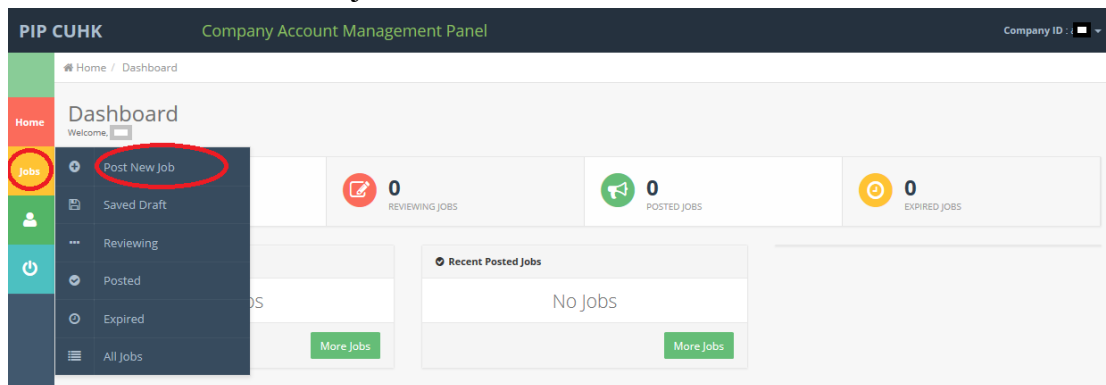 PIP CUHK Company Account Management Panel Company ID :
Home / Dashboard
Home
Dashboard
Welcome,
Jobs
Post New Job
Saved Draft
Reviewing
Posted
Expired
All Jobs
0
REVIEWING JOBS
0
POSTED JOBS
0
EXPIRED JOBS
Recent Posted Jobs
No Jobs
More Jobs
More Jobs